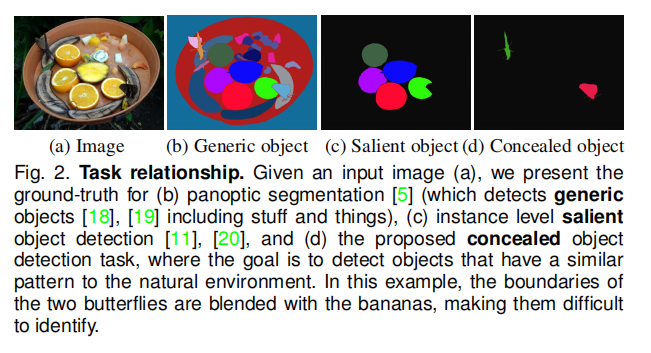 (a) Image (b) Generic object (c) Salient object (d) Concealed object
Fig. 2. Task relationship. Given an input image (a), we present the
ground-truth for (b) panoptic segmentation [5] (which detects generic
objects [18], [19] including stuff and things), (c) instance level salient
object detection [11], [20], and (d) the proposed concealed object
detection task, where the goal is to detect objects that have a similar
pattern to the natural environment. In this example, the boundaries of
the two butterflies are blended with the bananas, making them difficult
to identify.